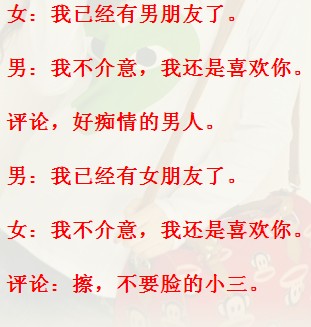 女：我已经有男朋友了。
男：我不介意，我还是喜欢你。
评论，好痴情的男人。
男：我已经有女朋友了。
女：我不介意，我还是喜欢你。
评论：擦，不要脸的小三。